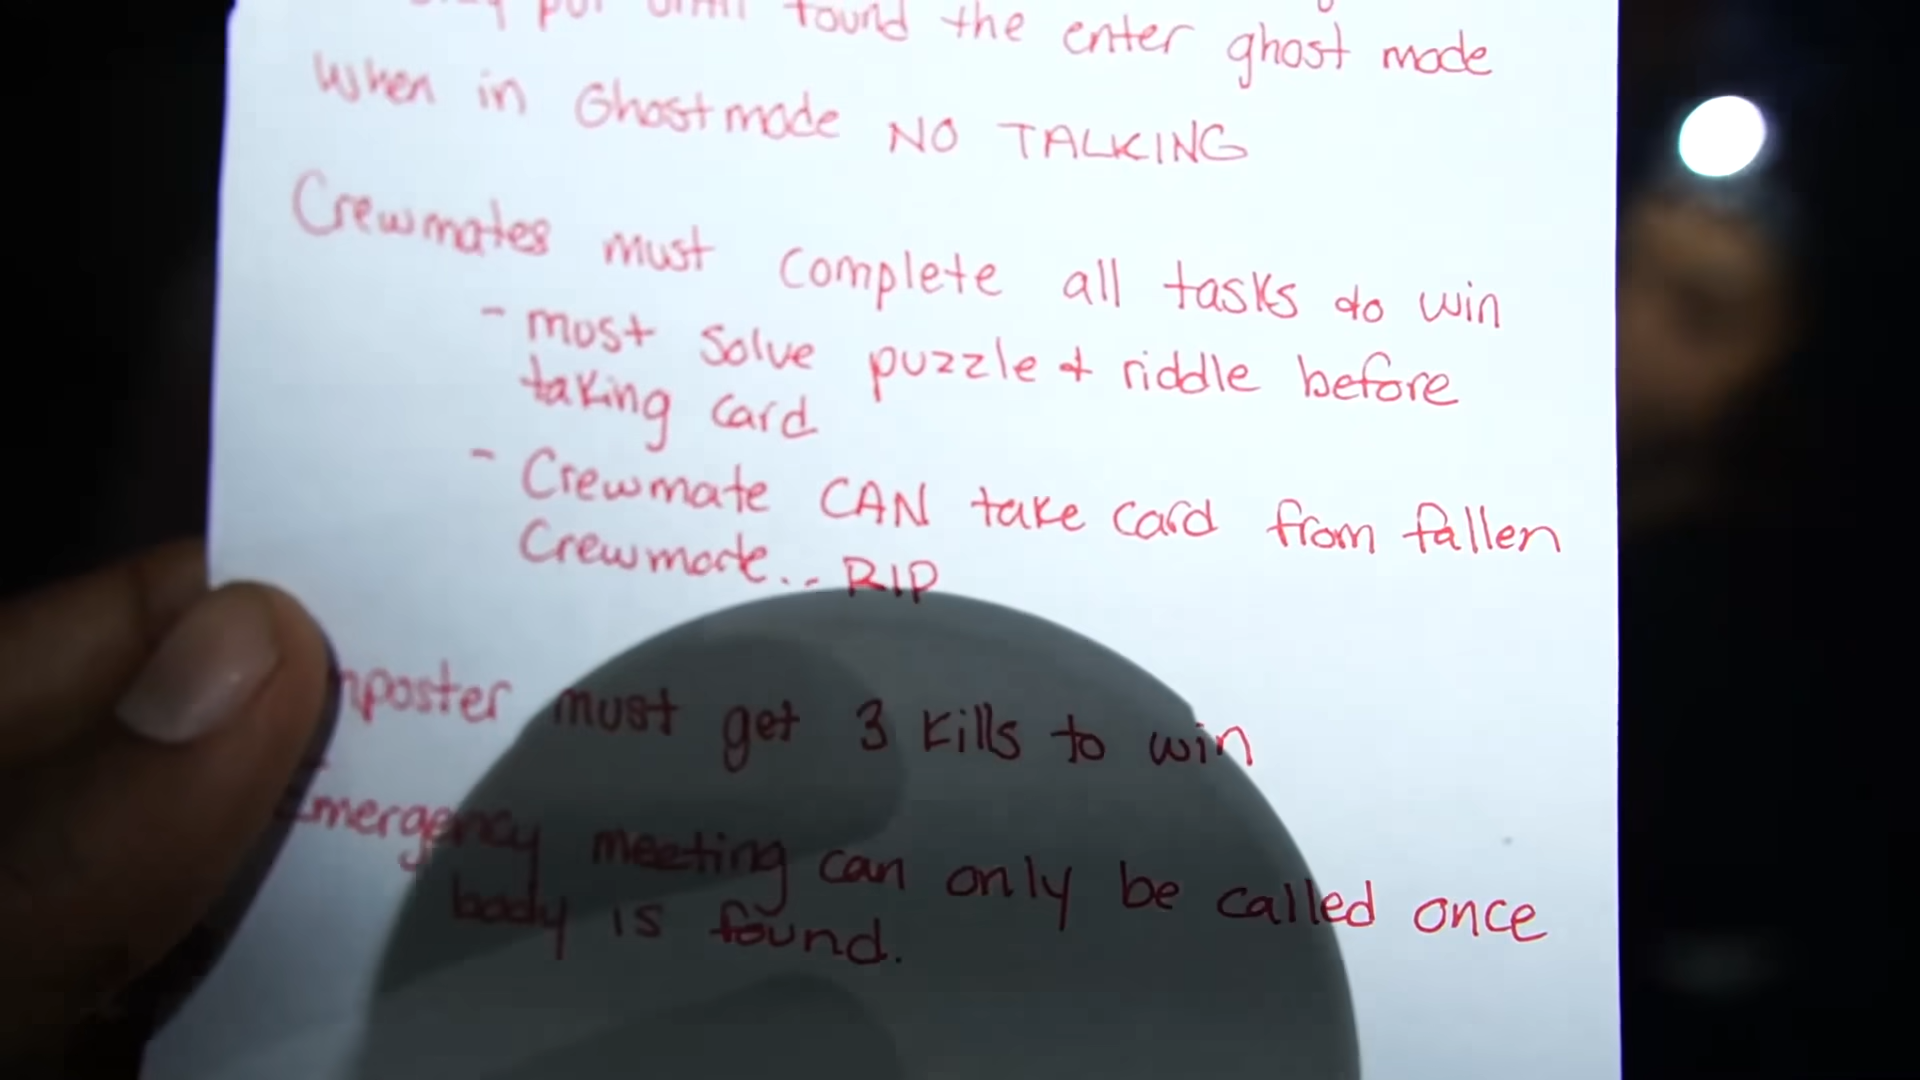 found the enter ghost mode
When in Ghostmode NO TALKING
Crewmates must complete all tasks to win
- must solve puzzle + riddle before
taking card
- Crewmate CAN take card from fallen
Crewmate... RIP
must get 3 kills to win
Emergency meeting can only be called once
body is found.